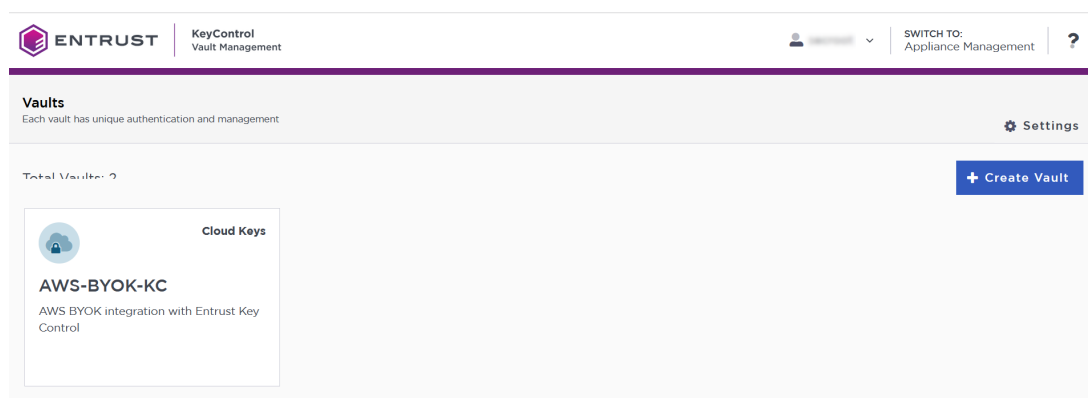 ENTRUST
KeyControl
Vault Management
SWITCH TO:
Appliance Management
?
Vaults
Each vault has unique authentication and management
Settings
Total Vaults: 2
+ Create Vault
Cloud Keys
AWS-BYOK-KC
AWS BYOK integration with Entrust Key
Control